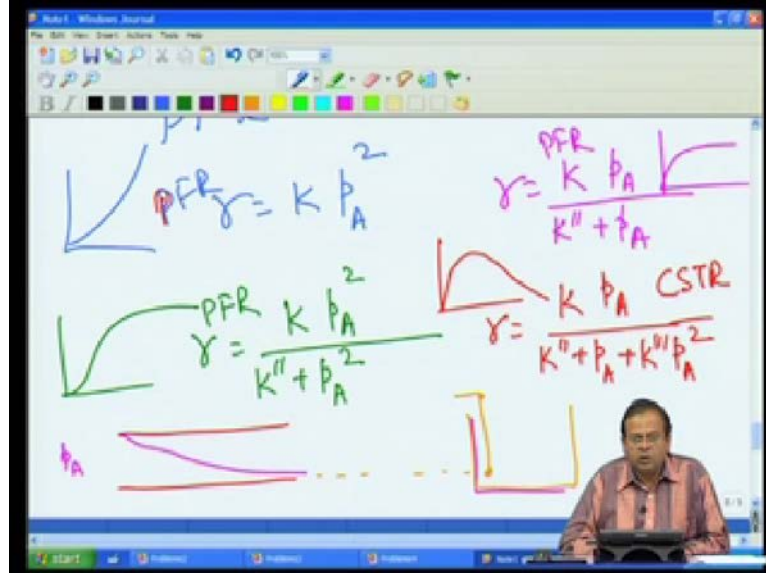 Note1 - Windows Journal
File Edit View Insert Actions Tools Help
100%
B I
PFR
r = K p_A^2
PFR
r = K p_A / (K'' + p_A)
PFR
r = K p_A^2 / (K'' + p_A^2)
CSTR
r = K p_A / (K'' + p_A + K''' p_A^2)
p_A
start